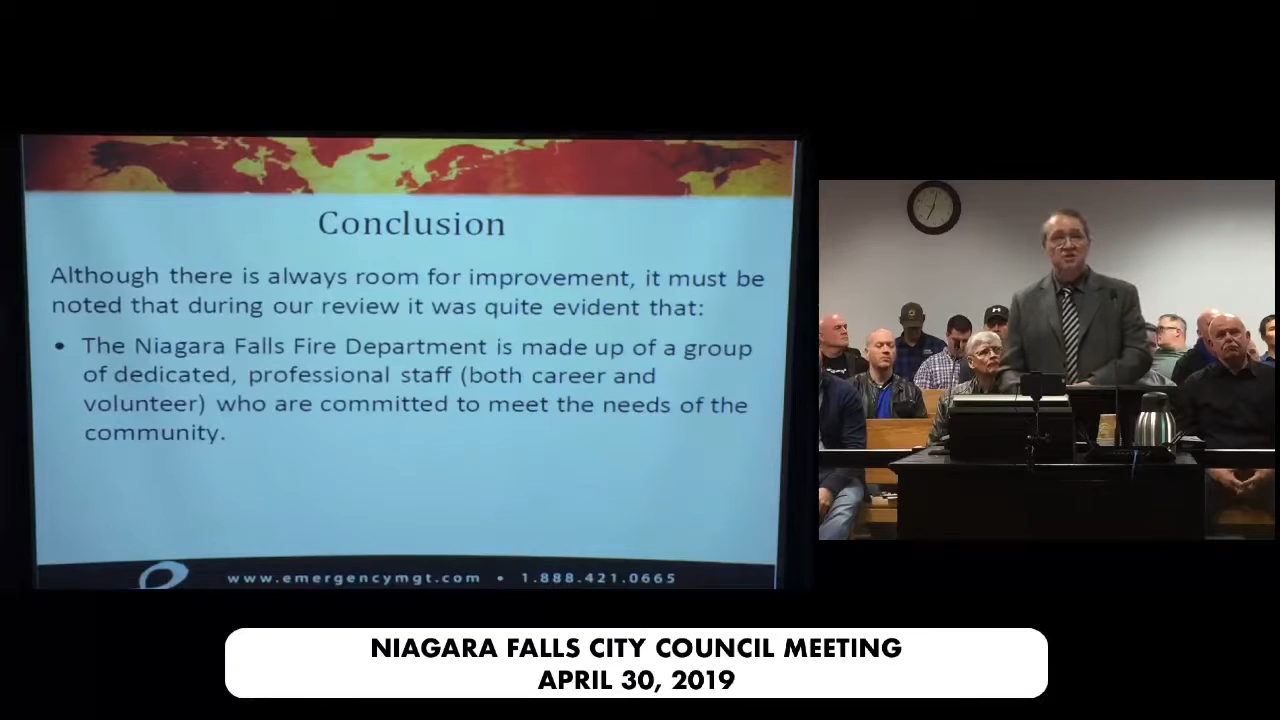 Conclusion
Although there is always room for improvement, it must be
noted that during our review it was quite evident that:
• The Niagara Falls Fire Department is made up of a group
of dedicated, professional staff (both career and
volunteer) who are committed to meet the needs of the
community.
www.emergencymgt.com • 1.888.421.0665
NIAGARA FALLS CITY COUNCIL MEETING
APRIL 30, 2019